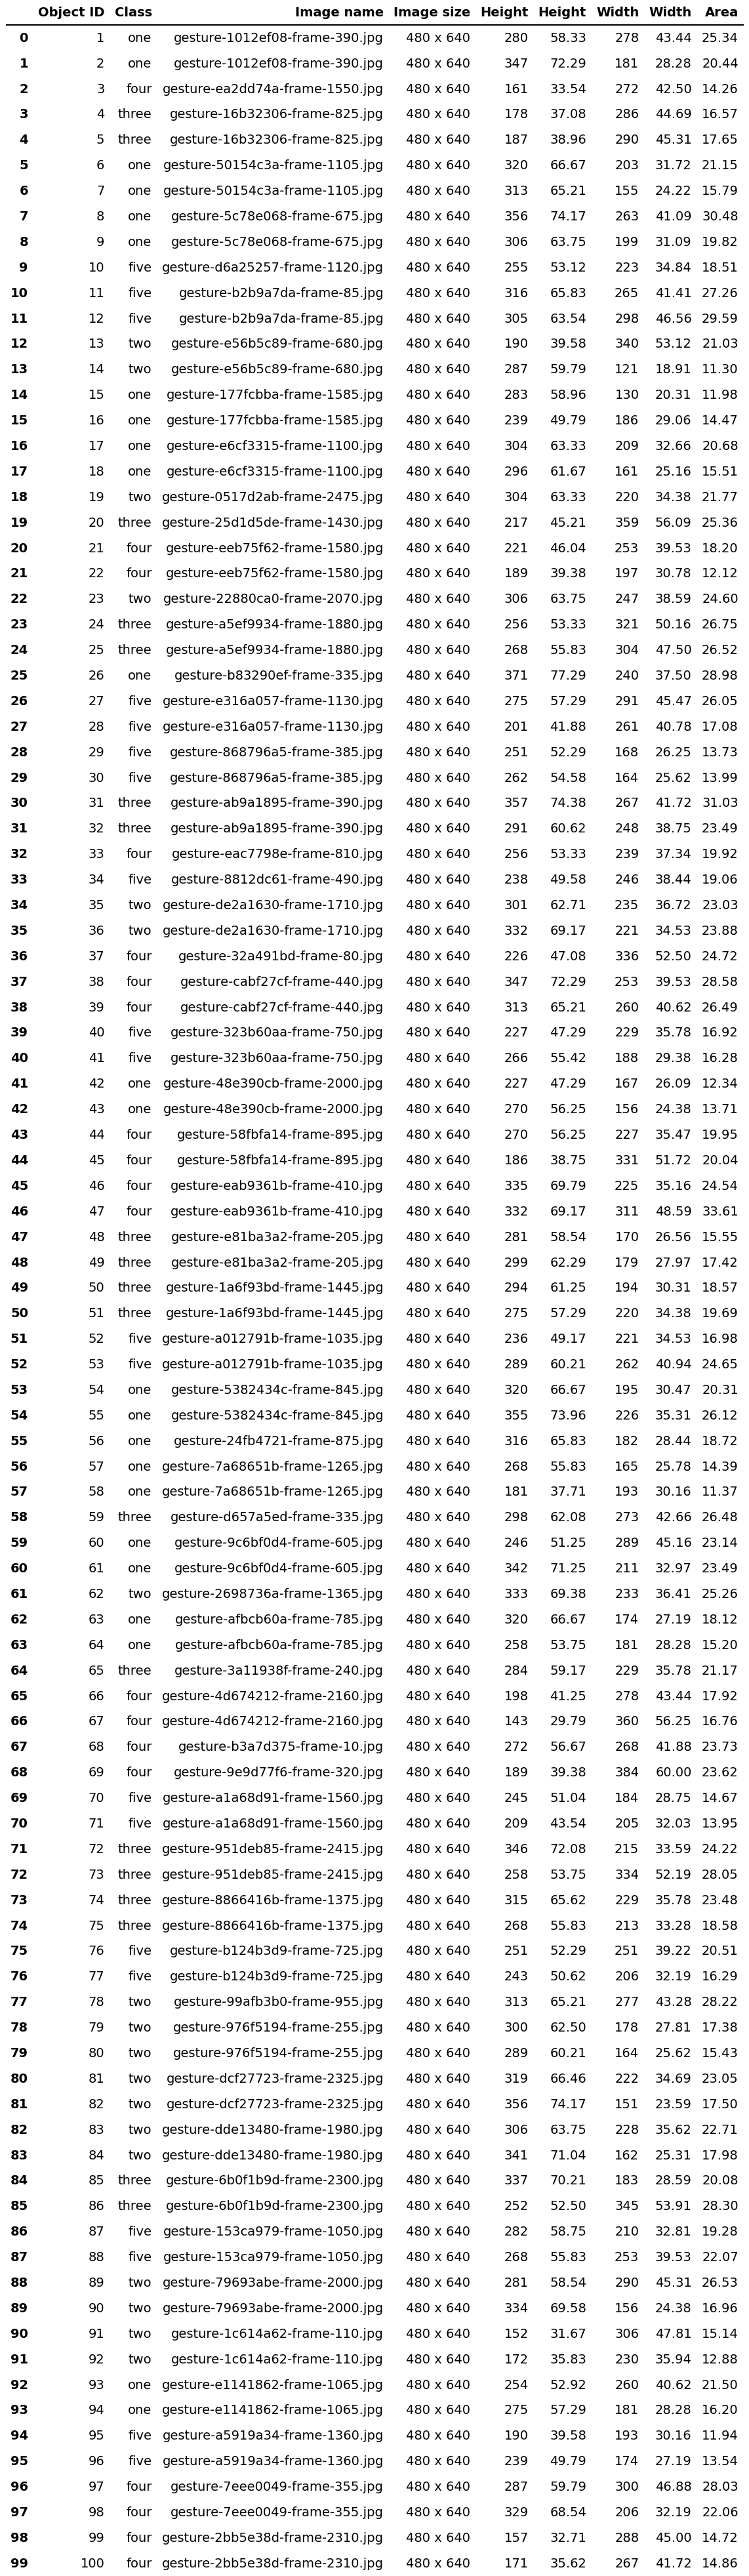 Object ID Class Image name Image size Height Height Width Width Area
0 1 one gesture-1012ef08-frame-390.jpg 480 x 640 280 58.33 278 43.44 25.34
1 2 one gesture-1012ef08-frame-390.jpg 480 x 640 347 72.29 181 28.28 20.44
2 3 four gesture-ea2dd74a-frame-1550.jpg 480 x 640 161 33.54 272 42.50 14.26
3 4 three gesture-16b32306-frame-825.jpg 480 x 640 178 37.08 286 44.69 16.57
4 5 three gesture-16b32306-frame-825.jpg 480 x 640 187 38.96 290 45.31 17.65
5 6 one gesture-50154c3a-frame-1105.jpg 480 x 640 320 66.67 203 31.72 21.15
6 7 one gesture-50154c3a-frame-1105.jpg 480 x 640 313 65.21 155 24.22 15.79
7 8 one gesture-5c78e068-frame-675.jpg 480 x 640 356 74.17 263 41.09 30.48
8 9 one gesture-5c78e068-frame-675.jpg 480 x 640 306 63.75 199 31.09 19.82
9 10 five gesture-d6a25257-frame-1120.jpg 480 x 640 255 53.12 223 34.84 18.51
10 11 five gesture-b2b9a7da-frame-85.jpg 480 x 640 316 65.83 265 41.41 27.26
11 12 five gesture-b2b9a7da-frame-85.jpg 480 x 640 305 63.54 298 46.56 29.59
12 13 two gesture-e56b5c89-frame-680.jpg 480 x 640 190 39.58 340 53.12 21.03
13 14 two gesture-e56b5c89-frame-680.jpg 480 x 640 287 59.79 121 18.91 11.30
14 15 one gesture-177fcbba-frame-1585.jpg 480 x 640 283 58.96 130 20.31 11.98
15 16 one gesture-177fcbba-frame-1585.jpg 480 x 640 239 49.79 186 29.06 14.47
16 17 one gesture-e6cf3315-frame-1100.jpg 480 x 640 304 63.33 209 32.66 20.68
17 18 one gesture-e6cf3315-frame-1100.jpg 480 x 640 296 61.67 161 25.16 15.51
18 19 two gesture-0517d2ab-frame-2475.jpg 480 x 640 304 63.33 220 34.38 21.77
19 20 three gesture-25d1d5de-frame-1430.jpg 480 x 640 217 45.21 359 56.09 25.36
20 21 four gesture-eeb75f62-frame-1580.jpg 480 x 640 221 46.04 253 39.53 18.20
21 22 four gesture-eeb75f62-frame-1580.jpg 480 x 640 189 39.38 197 30.78 12.12
22 23 two gesture-22880ca0-frame-2070.jpg 480 x 640 306 63.75 247 38.59 24.60
23 24 three gesture-a5ef9934-frame-1880.jpg 480 x 640 256 53.33 321 50.16 26.75
24 25 three gesture-a5ef9934-frame-1880.jpg 480 x 640 268 55.83 304 47.50 26.52
25 26 one gesture-b83290ef-frame-335.jpg 480 x 640 371 77.29 240 37.50 28.98
26 27 five gesture-e316a057-frame-1130.jpg 480 x 640 275 57.29 291 45.47 26.05
27 28 five gesture-e316a057-frame-1130.jpg 480 x 640 201 41.88 261 40.78 17.08
28 29 five gesture-868796a5-frame-385.jpg 480 x 640 251 52.29 168 26.25 13.73
29 30 five gesture-868796a5-frame-385.jpg 480 x 640 262 54.58 164 25.62 13.99
30 31 three gesture-ab9a1895-frame-390.jpg 480 x 640 357 74.38 267 41.72 31.03
31 32 three gesture-ab9a1895-frame-390.jpg 480 x 640 291 60.62 248 38.75 23.49
32 33 four gesture-eac7798e-frame-810.jpg 480 x 640 256 53.33 239 37.34 19.92
33 34 five gesture-8812dc61-frame-490.jpg 480 x 640 238 49.58 246 38.44 19.06
34 35 two gesture-de2a1630-frame-1710.jpg 480 x 640 301 62.71 235 36.72 23.03
35 36 two gesture-de2a1630-frame-1710.jpg 480 x 640 332 69.17 221 34.53 23.88
36 37 four gesture-32a491bd-frame-80.jpg 480 x 640 226 47.08 336 52.50 24.72
37 38 four gesture-cabf27cf-frame-440.jpg 480 x 640 347 72.29 253 39.53 28.58
38 39 four gesture-cabf27cf-frame-440.jpg 480 x 640 313 65.21 260 40.62 26.49
39 40 five gesture-323b60aa-frame-750.jpg 480 x 640 227 47.29 229 35.78 16.92
40 41 five gesture-323b60aa-frame-750.jpg 480 x 640 266 55.42 188 29.38 16.28
41 42 one gesture-48e390cb-frame-2000.jpg 480 x 640 227 47.29 167 26.09 12.34
42 43 one gesture-48e390cb-frame-2000.jpg 480 x 640 270 56.25 156 24.38 13.71
43 44 four gesture-58fbfa14-frame-895.jpg 480 x 640 270 56.25 227 35.47 19.95
44 45 four gesture-58fbfa14-frame-895.jpg 480 x 640 186 38.75 331 51.72 20.04
45 46 four gesture-eab9361b-frame-410.jpg 480 x 640 335 69.79 225 35.16 24.54
46 47 four gesture-eab9361b-frame-410.jpg 480 x 640 332 69.17 311 48.59 33.61
47 48 three gesture-e81ba3a2-frame-205.jpg 480 x 640 281 58.54 170 26.56 15.55
48 49 three gesture-e81ba3a2-frame-205.jpg 480 x 640 299 62.29 179 27.97 17.42
49 50 three gesture-1a6f93bd-frame-1445.jpg 480 x 640 294 61.25 194 30.31 18.57
50 51 three gesture-1a6f93bd-frame-1445.jpg 480 x 640 275 57.29 220 34.38 19.69
51 52 five gesture-a012791b-frame-1035.jpg 480 x 640 236 49.17 221 34.53 16.98
52 53 five gesture-a012791b-frame-1035.jpg 480 x 640 289 60.21 262 40.94 24.65
53 54 one gesture-5382434c-frame-845.jpg 480 x 640 320 66.67 195 30.47 20.31
54 55 one gesture-5382434c-frame-845.jpg 480 x 640 355 73.96 226 35.31 26.12
55 56 one gesture-24fb4721-frame-875.jpg 480 x 640 316 65.83 182 28.44 18.72
56 57 one gesture-7a68651b-frame-1265.jpg 480 x 640 268 55.83 165 25.78 14.39
57 58 one gesture-7a68651b-frame-1265.jpg 480 x 640 181 37.71 193 30.16 11.37
58 59 three gesture-d657a5ed-frame-335.jpg 480 x 640 298 62.08 273 42.66 26.48
59 60 one gesture-9c6bf0d4-frame-605.jpg 480 x 640 246 51.25 289 45.16 23.14
60 61 one gesture-9c6bf0d4-frame-605.jpg 480 x 640 342 71.25 211 32.97 23.49
61 62 two gesture-2698736a-frame-1365.jpg 480 x 640 333 69.38 233 36.41 25.26
62 63 one gesture-afbcb60a-frame-785.jpg 480 x 640 320 66.67 174 27.19 18.12
63 64 one gesture-afbcb60a-frame-785.jpg 480 x 640 258 53.75 181 28.28 15.20
64 65 three gesture-3a11938f-frame-240.jpg 480 x 640 284 59.17 229 35.78 21.17
65 66 four gesture-4d674212-frame-2160.jpg 480 x 640 198 41.25 278 43.44 17.92
66 67 four gesture-4d674212-frame-2160.jpg 480 x 640 143 29.79 360 56.25 16.76
67 68 four gesture-b3a7d375-frame-10.jpg 480 x 640 272 56.67 268 41.88 23.73
68 69 four gesture-9e9d77f6-frame-320.jpg 480 x 640 189 39.38 384 60.00 23.62
69 70 five gesture-a1a68d91-frame-1560.jpg 480 x 640 245 51.04 184 28.75 14.67
70 71 five gesture-a1a68d91-frame-1560.jpg 480 x 640 209 43.54 205 32.03 13.95
71 72 three gesture-951deb85-frame-2415.jpg 480 x 640 346 72.08 215 33.59 24.22
72 73 three gesture-951deb85-frame-2415.jpg 480 x 640 258 53.75 334 52.19 28.05
73 74 three gesture-8866416b-frame-1375.jpg 480 x 640 315 65.62 229 35.78 23.48
74 75 three gesture-8866416b-frame-1375.jpg 480 x 640 268 55.83 213 33.28 18.58
75 76 five gesture-b124b3d9-frame-725.jpg 480 x 640 251 52.29 251 39.22 20.51
76 77 five gesture-b124b3d9-frame-725.jpg 480 x 640 243 50.62 206 32.19 16.29
77 78 two gesture-99afb3b0-frame-955.jpg 480 x 640 313 65.21 277 43.28 28.22
78 79 two gesture-976f5194-frame-255.jpg 480 x 640 300 62.50 178 27.81 17.38
79 80 two gesture-976f5194-frame-255.jpg 480 x 640 289 60.21 164 25.62 15.43
80 81 two gesture-dcf27723-frame-2325.jpg 480 x 640 319 66.46 222 34.69 23.05
81 82 two gesture-dcf27723-frame-2325.jpg 480 x 640 356 74.17 151 23.59 17.50
82 83 two gesture-dde13480-frame-1980.jpg 480 x 640 306 63.75 228 35.62 22.71
83 84 two gesture-dde13480-frame-1980.jpg 480 x 640 341 71.04 162 25.31 17.98
84 85 three gesture-6b0f1b9d-frame-2300.jpg 480 x 640 337 70.21 183 28.59 20.08
85 86 three gesture-6b0f1b9d-frame-2300.jpg 480 x 640 252 52.50 345 53.91 28.30
86 87 five gesture-153ca979-frame-1050.jpg 480 x 640 282 58.75 210 32.81 19.28
87 88 five gesture-153ca979-frame-1050.jpg 480 x 640 268 55.83 253 39.53 22.07
88 89 two gesture-79693abe-frame-2000.jpg 480 x 640 281 58.54 290 45.31 26.53
89 90 two gesture-79693abe-frame-2000.jpg 480 x 640 334 69.58 156 24.38 16.96
90 91 two gesture-1c614a62-frame-110.jpg 480 x 640 152 31.67 306 47.81 15.14
91 92 two gesture-1c614a62-frame-110.jpg 480 x 640 172 35.83 230 35.94 12.88
92 93 one gesture-e1141862-frame-1065.jpg 480 x 640 254 52.92 260 40.62 21.50
93 94 one gesture-e1141862-frame-1065.jpg 480 x 640 275 57.29 181 28.28 16.20
94 95 five gesture-a5919a34-frame-1360.jpg 480 x 640 190 39.58 193 30.16 11.94
95 96 five gesture-a5919a34-frame-1360.jpg 480 x 640 239 49.79 174 27.19 13.54
96 97 four gesture-7eee0049-frame-355.jpg 480 x 640 287 59.79 300 46.88 28.03
97 98 four gesture-7eee0049-frame-355.jpg 480 x 640 329 68.54 206 32.19 22.06
98 99 four gesture-2bb5e38d-frame-2310.jpg 480 x 640 157 32.71 288 45.00 14.72
99 100 four gesture-2bb5e38d-frame-2310.jpg 480 x 640 171 35.62 267 41.72 14.86